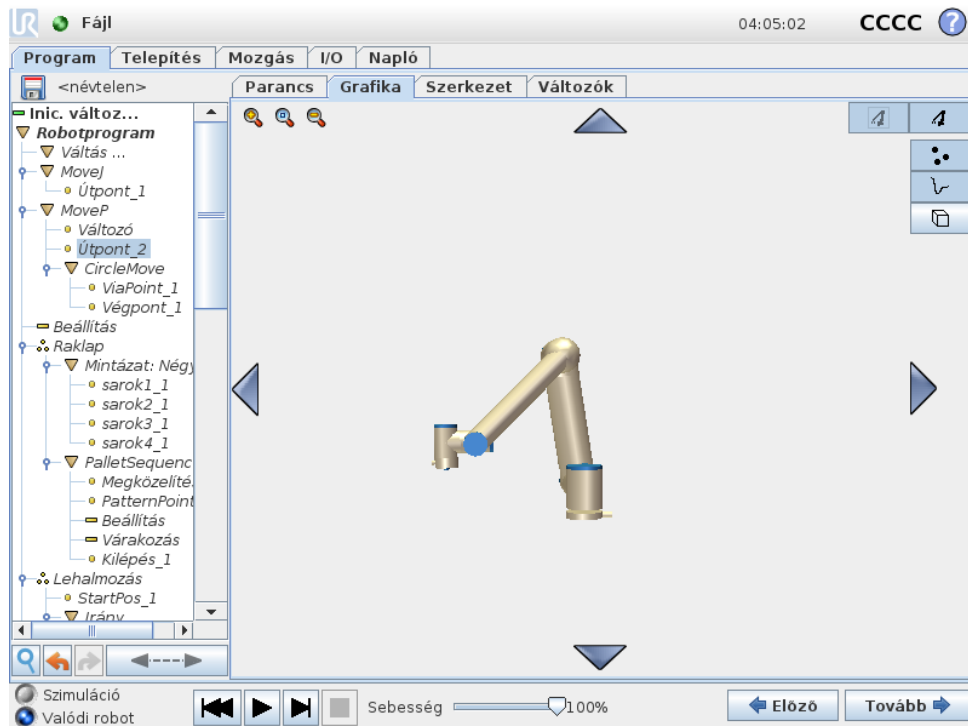 UR Fájl 04:05:02 CCCC ?
Program Telepítés Mozgás I/O Napló
<névtelen> Parancs Grafika Szerkezet Változók
Inic. változ...
Robotprogram
Váltás ...
MoveJ
Útpont_1
MoveP
Változó
Útpont_2
CircleMove
ViaPoint_1
Végpont_1
Beállítás
Raklap
Mintázat: Négy
sarok1_1
sarok2_1
sarok3_1
sarok4_1
PalletSequenc
Megközelíté
PatternPoint
Beállítás
Várakozás
Kilépés_1
Lehalmozás
StartPos_1
Irány
Szimuláció
Valódi robot
Sebesség 100%
Előző Tovább